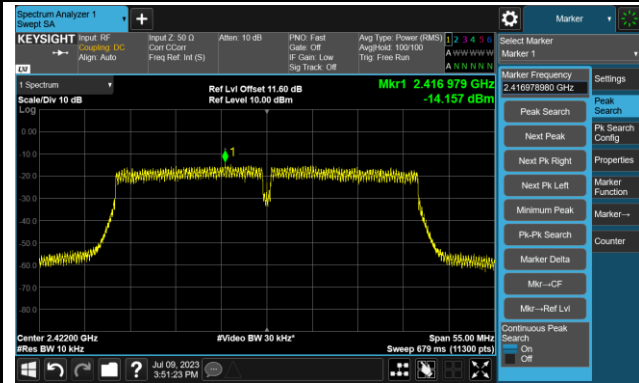 Spectrum Analyzer 1
Swept SA
Marker
KEYSIGHT
Input: RF
Coupling: DC
Align: Auto
Input Z: 50 Ω
Corr CCorr
Freq Ref: Int (S)
Atten: 10 dB
PNO: Fast
Gate: Off
IF Gain: Low
Sig Track: Off
Avg Type: Power (RMS)
Avg|Hold: 100/100
Trig: Free Run
1 2 3 4 5 6
A W W W W W
A N N N N N
LXI
Select Marker
Marker 1
1 Spectrum
Scale/Div 10 dB
Log
Ref Lvl Offset 11.60 dB
Ref Level 10.00 dBm
Mkr1 2.416 979 GHz
-14.157 dBm
0.00
-10.0
-20.0
-30.0
-40.0
-50.0
-60.0
-70.0
-80.0
1
Center 2.42200 GHz
#Res BW 10 kHz
#Video BW 30 kHz*
Span 55.00 MHz
Sweep 679 ms (11300 pts)
Marker Frequency
2.416978980 GHz
Peak Search
Next Peak
Next Pk Right
Next Pk Left
Minimum Peak
Pk-Pk Search
Marker Delta
Mkr→CF
Mkr→Ref Lvl
Continuous Peak
Search
On
Off
Settings
Peak
Search
Pk Search
Config
Properties
Marker
Function
Marker→
Counter
Jul 09, 2023
3:51:23 PM